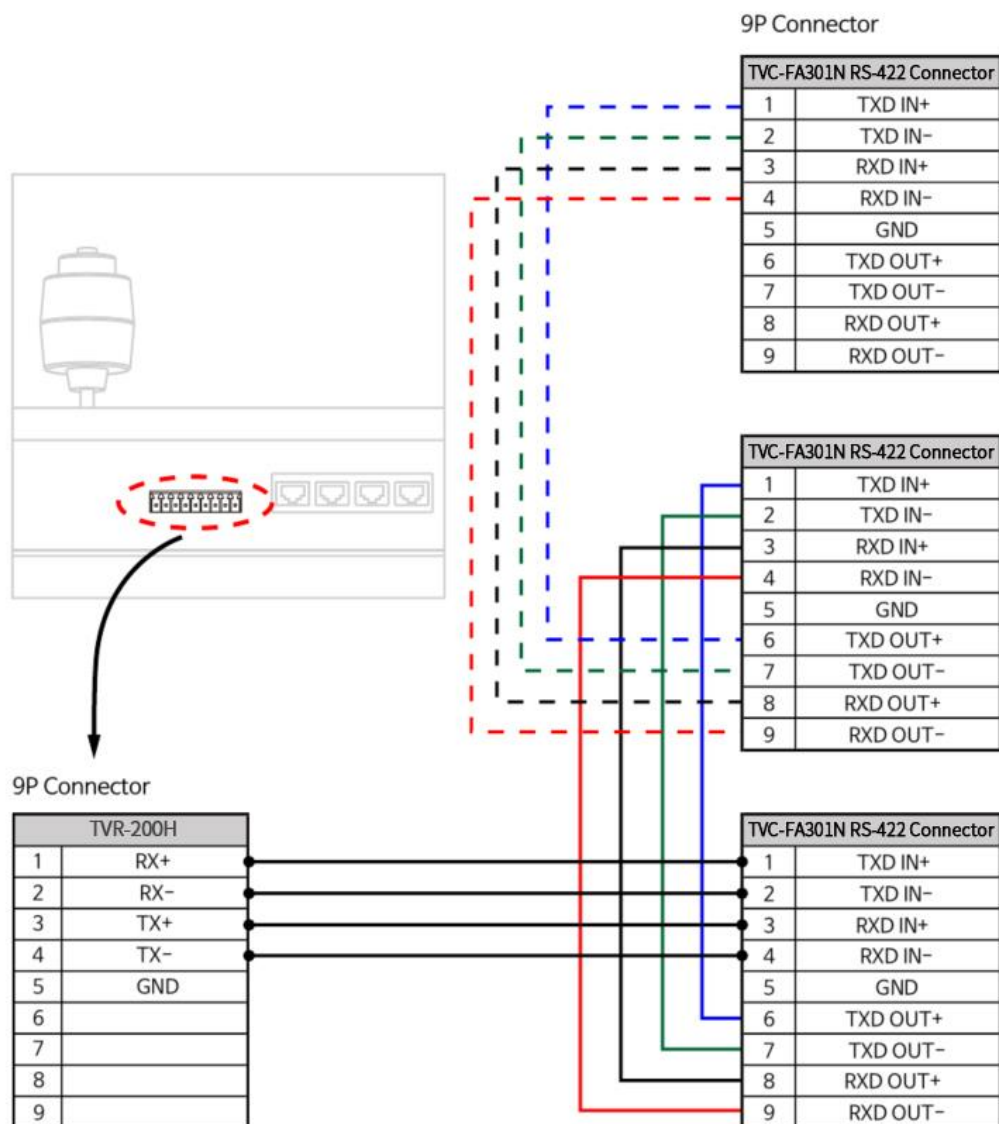 9P Connector
TVC-FA301N RS-422 Connector
1 TXD IN+
2 TXD IN-
3 RXD IN+
4 RXD IN-
5 GND
6 TXD OUT+
7 TXD OUT-
8 RXD OUT+
9 RXD OUT-
TVC-FA301N RS-422 Connector
1 TXD IN+
2 TXD IN-
3 RXD IN+
4 RXD IN-
5 GND
6 TXD OUT+
7 TXD OUT-
8 RXD OUT+
9 RXD OUT-
9P Connector
TVR-200H
1 RX+
2 RX-
3 TX+
4 TX-
5 GND
6
7
8
9
TVC-FA301N RS-422 Connector
1 TXD IN+
2 TXD IN-
3 RXD IN+
4 RXD IN-
5 GND
6 TXD OUT+
7 TXD OUT-
8 RXD OUT+
9 RXD OUT-